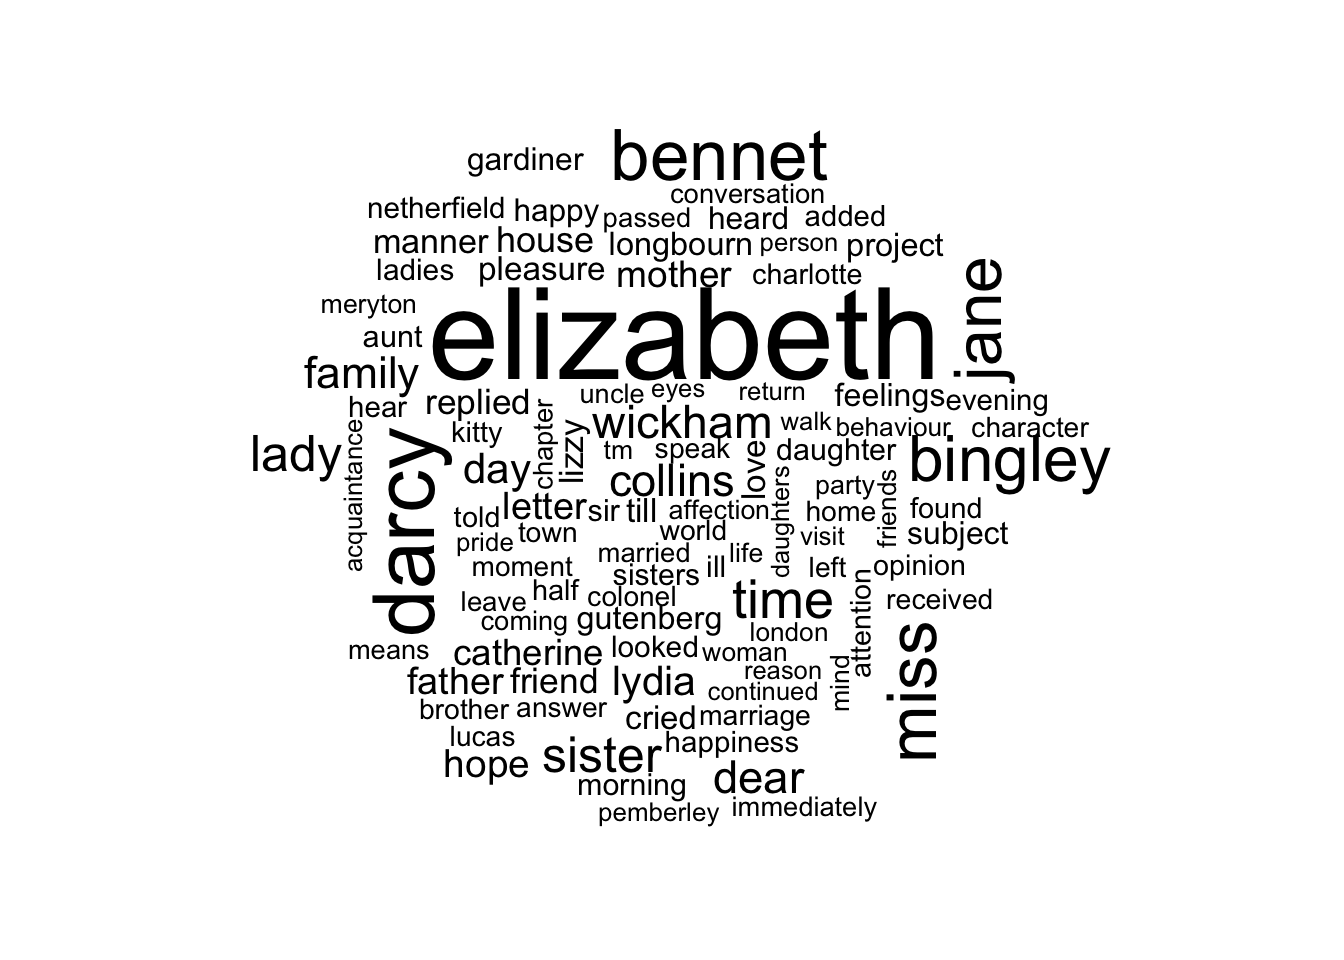 gardiner bennet
conversation
netherfield happy passed heard added
manner house longbourn person project
ladies pleasure mother charlotte
jane
meryton
elizabeth
aunt
family
uncle eyes return feelings evening
hear replied
wickham walk behaviour character
kitty chapter lizzy
lady acquaintance darcy
tm speak love daughter bingley
day collins daughters party friends
letter sir till affection home found
told town world visit subject
pride married life
moment sisters ill left opinion
leave half colonel time attention received
coming gutenberg london miss
means catherine looked woman
father friend lydia reason mind
continued
brother answer cried marriage
lucas happiness
hope sister
morning dear
pemberley immediately